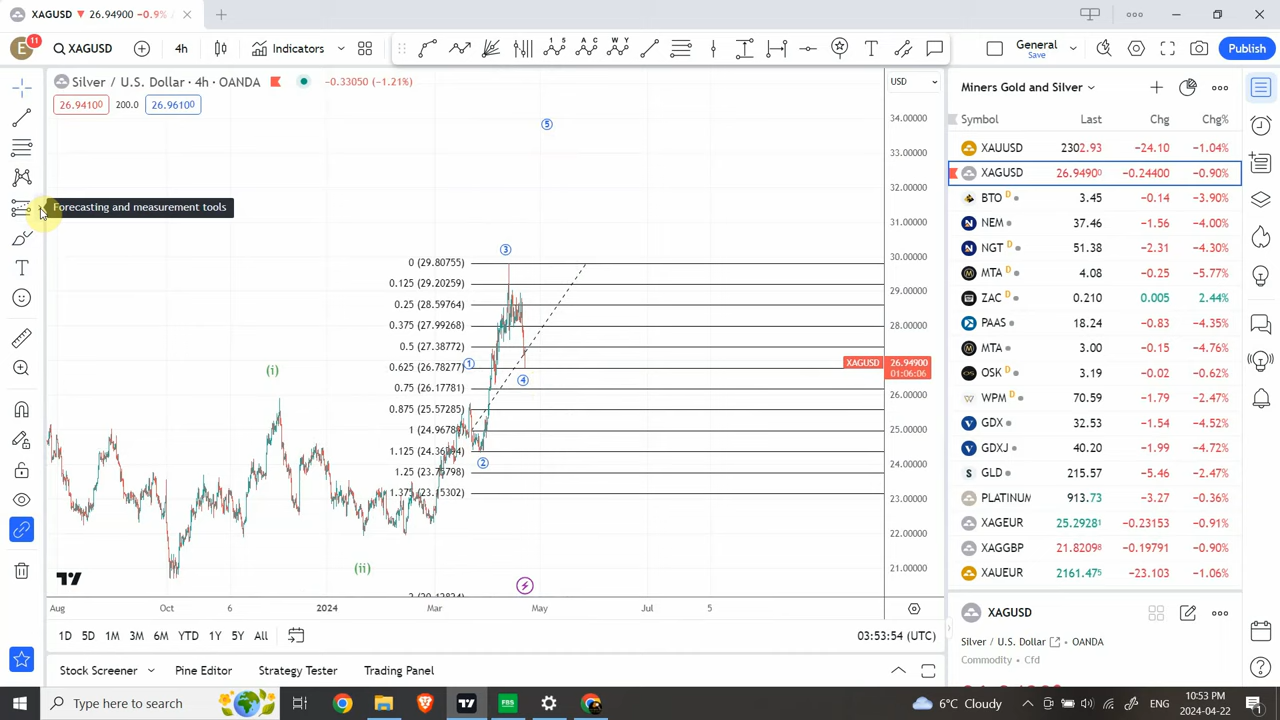 XAGUSD 26.94900 −0.9%
E 11 XAGUSD 4h Indicators General Save Publish
Silver / U.S. Dollar · 4h · OANDA −0.33050 (−1.21%) USD
26.94100 200.0 26.96100
Forecasting and measurement tools
34.00000
33.00000
32.00000
31.00000
30.00000
29.00000
28.00000
26.00000
25.00000
24.00000
23.00000
22.00000
21.00000
XAGUSD 26.94900
01:06:06
0 (29.80755)
0.125 (29.20259)
0.25 (28.59764)
0.375 (27.99268)
0.5 (27.38772)
0.625 (26.78277)
0.75 (26.17781)
0.875 (25.57285)
1.25 (23.75798)
1.375 (23.15302)
5
3
1
4
2
(i)
(ii)
Aug Oct 6 2024 Mar May Jul 5
1D 5D 1M 3M 6M YTD 1Y 5Y All 03:53:54 (UTC)
Stock Screener Pine Editor Strategy Tester Trading Panel
Miners Gold and Silver
Symbol Last Chg Chg%
XAUUSD 2302.93 −24.10 −1.04%
XAGUSD 26.94900 −0.24400 −0.90%
BTO D 3.45 −0.14 −3.90%
NEM 37.46 −1.56 −4.00%
NGT D 51.38 −2.31 −4.30%
MTA D 4.08 −0.25 −5.77%
ZAC D 0.210 0.005 2.44%
PAAS 18.24 −0.83 −4.35%
MTA 3.00 −0.15 −4.76%
OSK D 3.19 −0.02 −0.62%
WPM D 70.59 −1.79 −2.47%
GDX 32.53 −1.54 −4.52%
GDXJ 40.20 −1.99 −4.72%
GLD 215.57 −5.46 −2.47%
PLATINUM 913.73 −3.27 −0.36%
XAGEUR 25.29281 −0.23153 −0.91%
XAGGBP 21.82098 −0.19791 −0.90%
XAUEUR 2161.475 −23.103 −1.06%
XAGUSD
Silver / U.S. Dollar OANDA
Commodity · Cfd
Type here to search FBS 6°C Cloudy 10:53 PM
2024-04-22